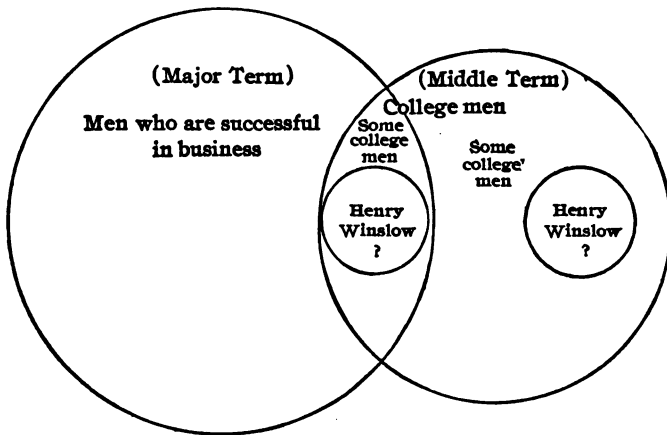 (Major Term)
Men who are successful
in business
(Middle Term)
College men
Some
college
men
Henry
Winslow
?
Some
college'
men
Henry
Winslow
?